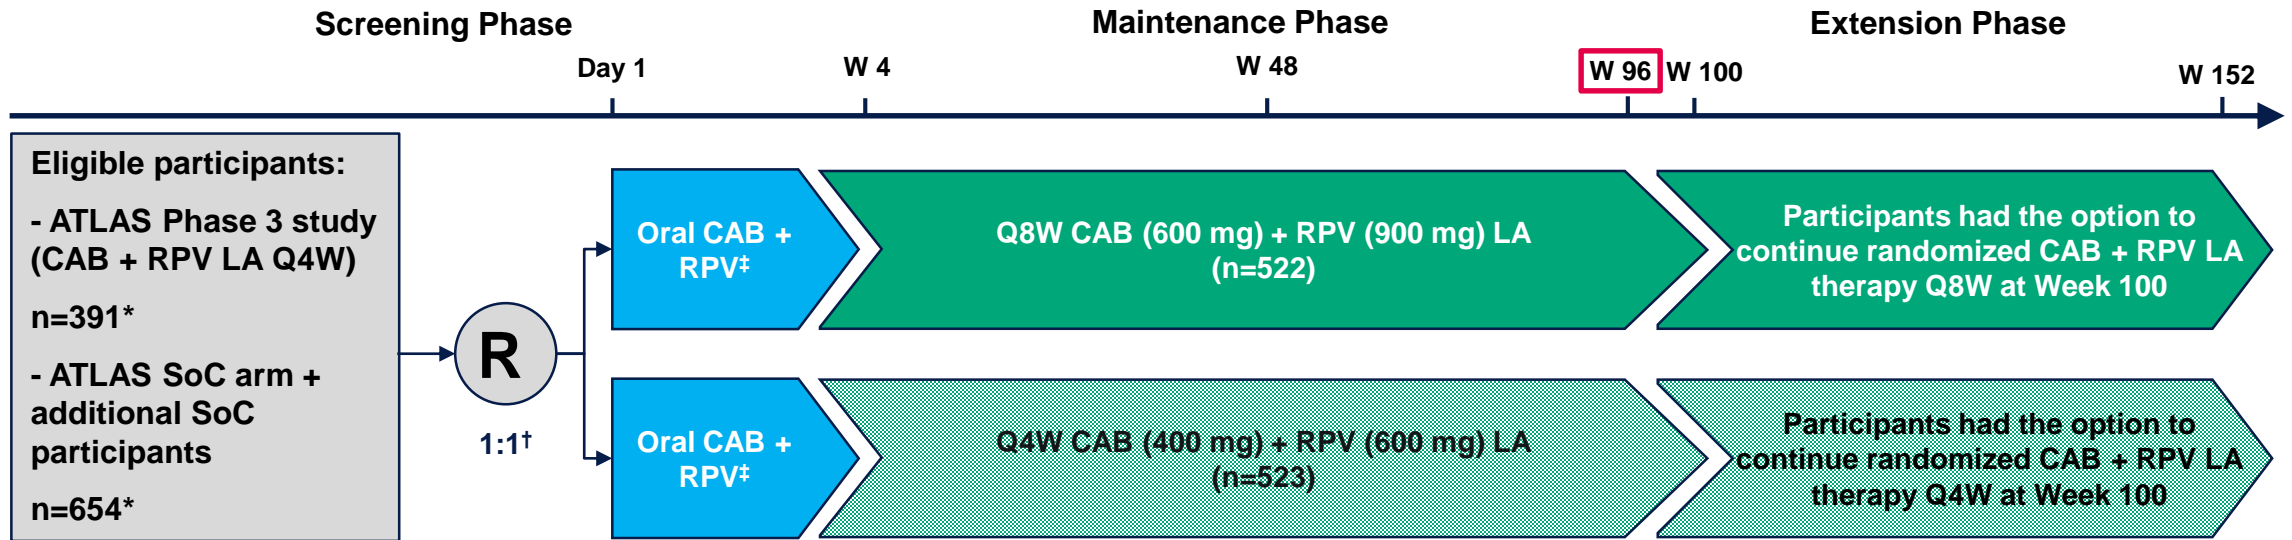 Screening Phase
Maintenance Phase
Extension Phase
Day 1
W 4
W 48
W 96
W 100
W 152
Eligible participants:
- ATLAS Phase 3 study
(CAB + RPV LA Q4W)
n=391*
- ATLAS SoC arm +
additional SoC
participants
n=654*
R
1:1†
Oral CAB +
RPV‡
Q8W CAB (600 mg) + RPV (900 mg) LA
(n=522)
Participants had the option to
continue randomized CAB + RPV LA
therapy Q8W at Week 100
Oral CAB +
RPV‡
Q4W CAB (400 mg) + RPV (600 mg) LA
(n=523)
Participants had the option to
continue randomized CAB + RPV LA
therapy Q4W at Week 100